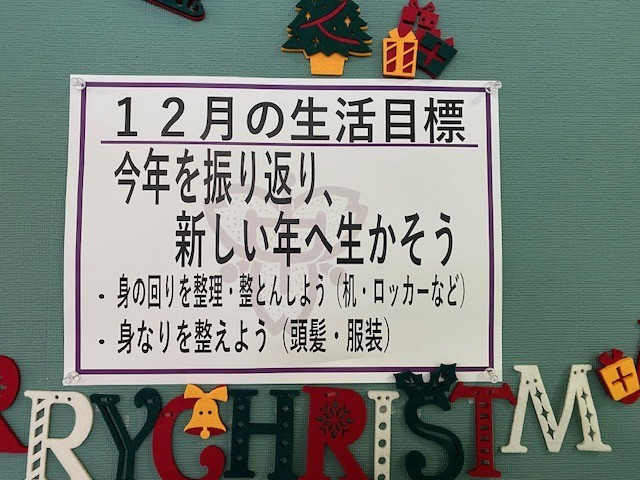 １２月の生活目標
今年を振り返り、
新しい年へ生かそう
・身の回りを整理・整とんしよう（机・ロッカーなど）
・身なりを整えよう（頭髪・服装）
RRYCHRISTM